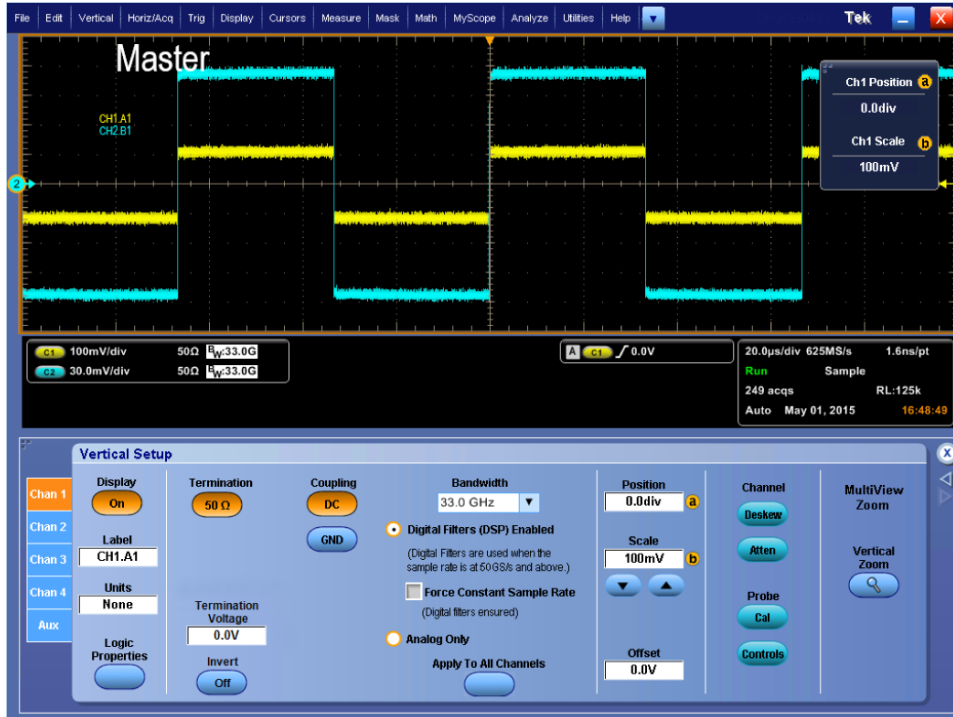 File Edit Vertical Horiz/Acq Trig Display Cursors Measure Mask Math MyScope Analyze Utilities Help Tek X
Master
CH1.A1
CH2.B1
Ch1 Position a
0.0div
Ch1 Scale b
100mV
2
C1 100mV/div 50Ω BW:33.0G
C2 30.0mV/div 50Ω BW:33.0G
A C1 0.0V
20.0µs/div 625MS/s 1.6ns/pt
Run Sample
249 acqs RL:125k
Auto May 01, 2015 16:48:49
Vertical Setup
X
Chan 1
Chan 2
Chan 3
Chan 4
Aux
Display
On
Label
CH1.A1
Units
None
Logic
Properties
Termination
50 Ω
Termination
Voltage
0.0V
Invert
Off
Coupling
DC
GND
Bandwidth
33.0 GHz
Digital Filters (DSP) Enabled
(Digital Filters are used when the
sample rate is at 50GS/s and above.)
Force Constant Sample Rate
(Digital filters ensured)
Analog Only
Apply To All Channels
Position
0.0div a
Scale
100mV b
Offset
0.0V
Channel
Deskew
Atten
Probe
Cal
Controls
MultiView
Zoom
Vertical
Zoom